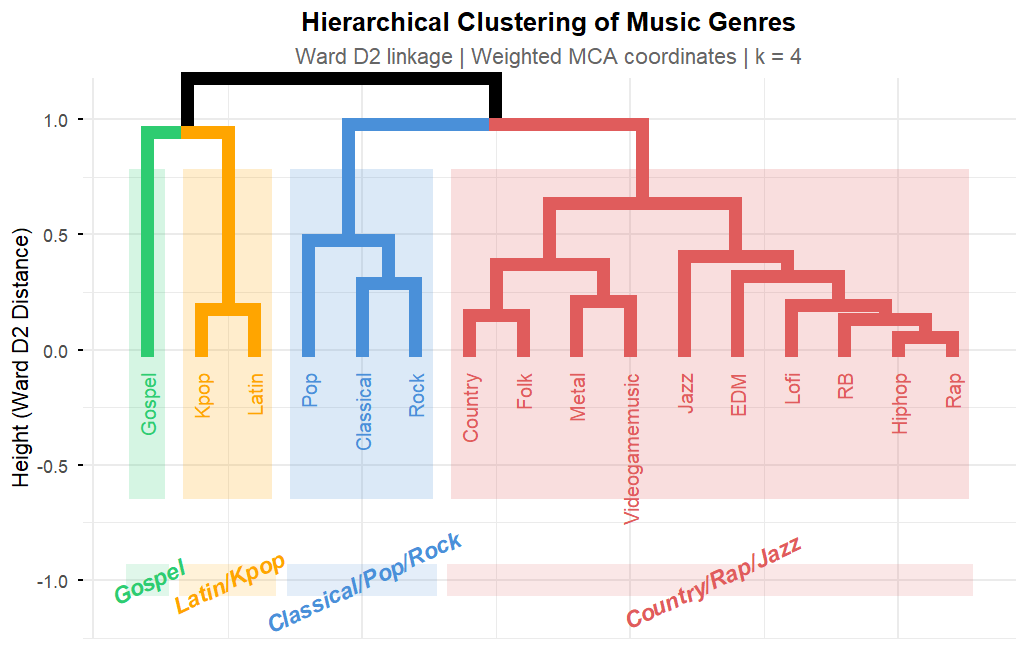 Hierarchical Clustering of Music Genres
Ward D2 linkage | Weighted MCA coordinates | k = 4
Height (Ward D2 Distance)
1.0
0.5
0.0
-0.5
-1.0
Gospel
Kpop
Latin
Pop
Classical
Rock
Country
Folk
Metal
Videogamemusic
Jazz
EDM
Lofi
RB
Hiphop
Rap
Gospel
Latin/Kpop
Classical/Pop/Rock
Country/Rap/Jazz